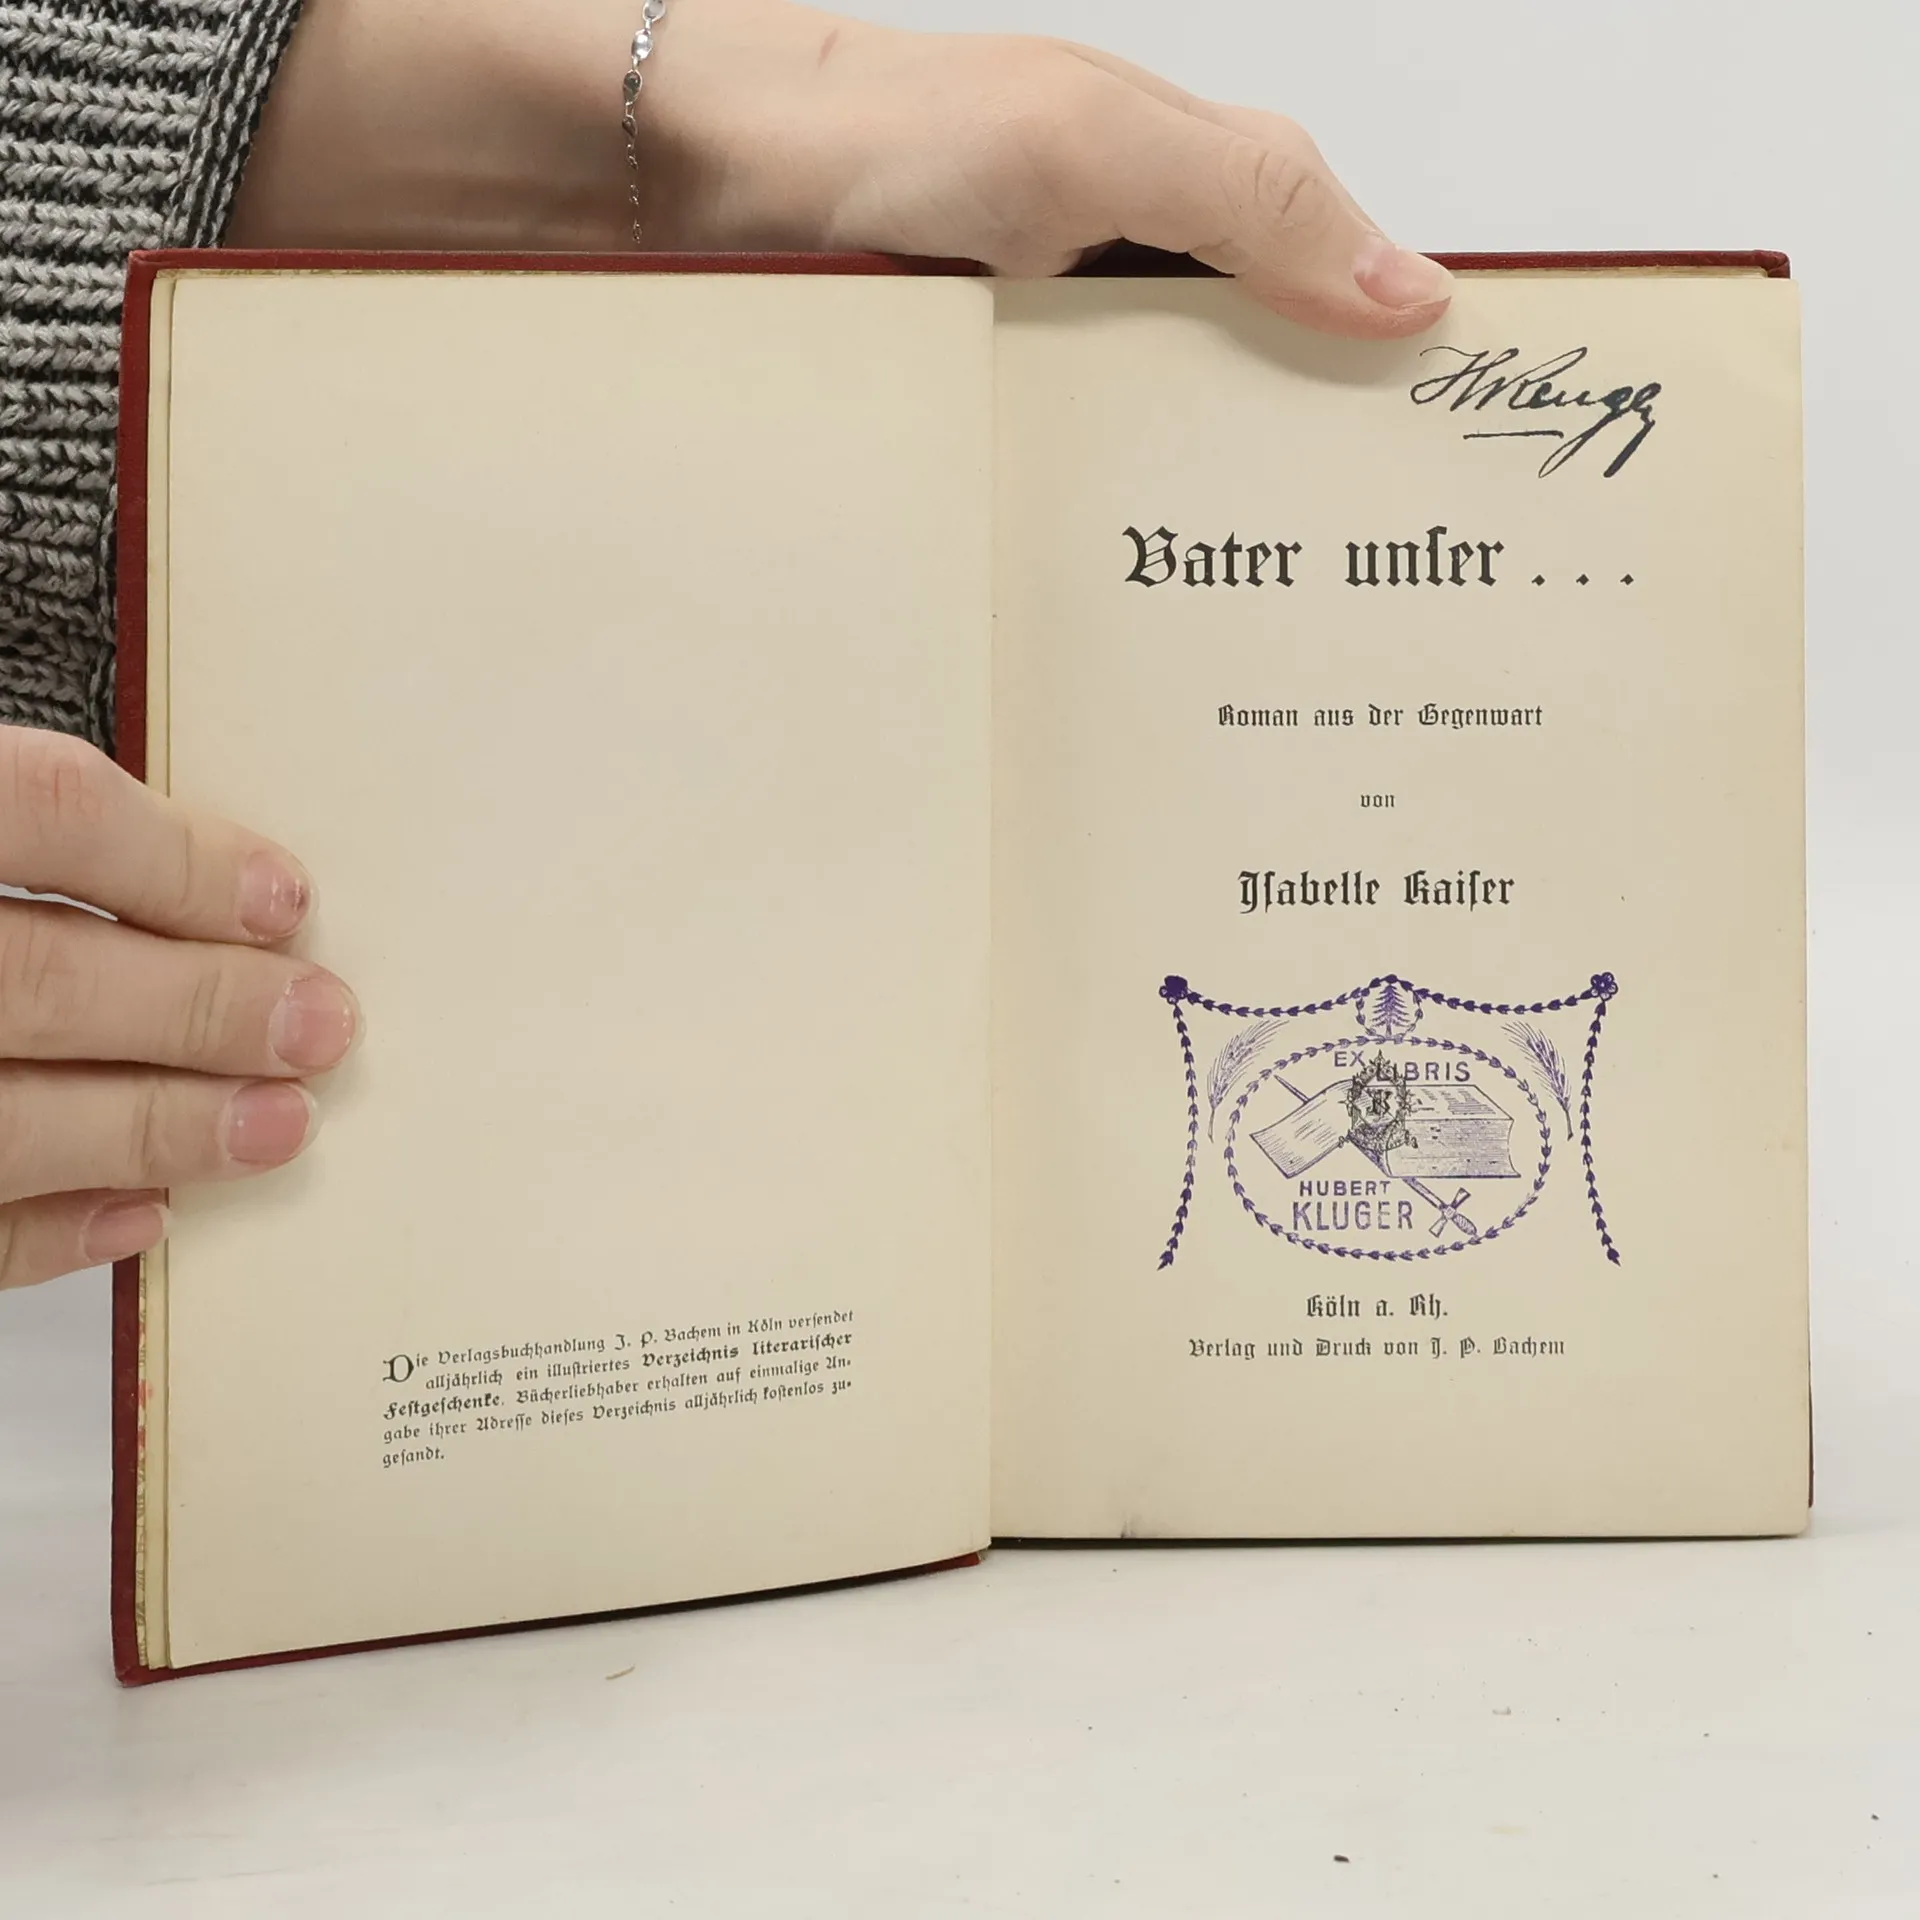 Die Verlagsbuchhandlung J. P. Bachem in Köln verſendet
alljährlich ein illuſtriertes Verzeichnis literariſcher
Feſtgeſchenke. Bücherliebhaber erhalten auf einmalige An-
gabe ihrer Adreſſe dieſes Verzeichnis alljährlich koſtenlos zu-
geſandt.
Vater unſer . . .
Roman aus der Gegenwart
von
Iſabelle Kaiſer
EX LIBRIS
HUBERT
KLUGER
Köln a. Rh.
Verlag und Druck von J. P. Bachem